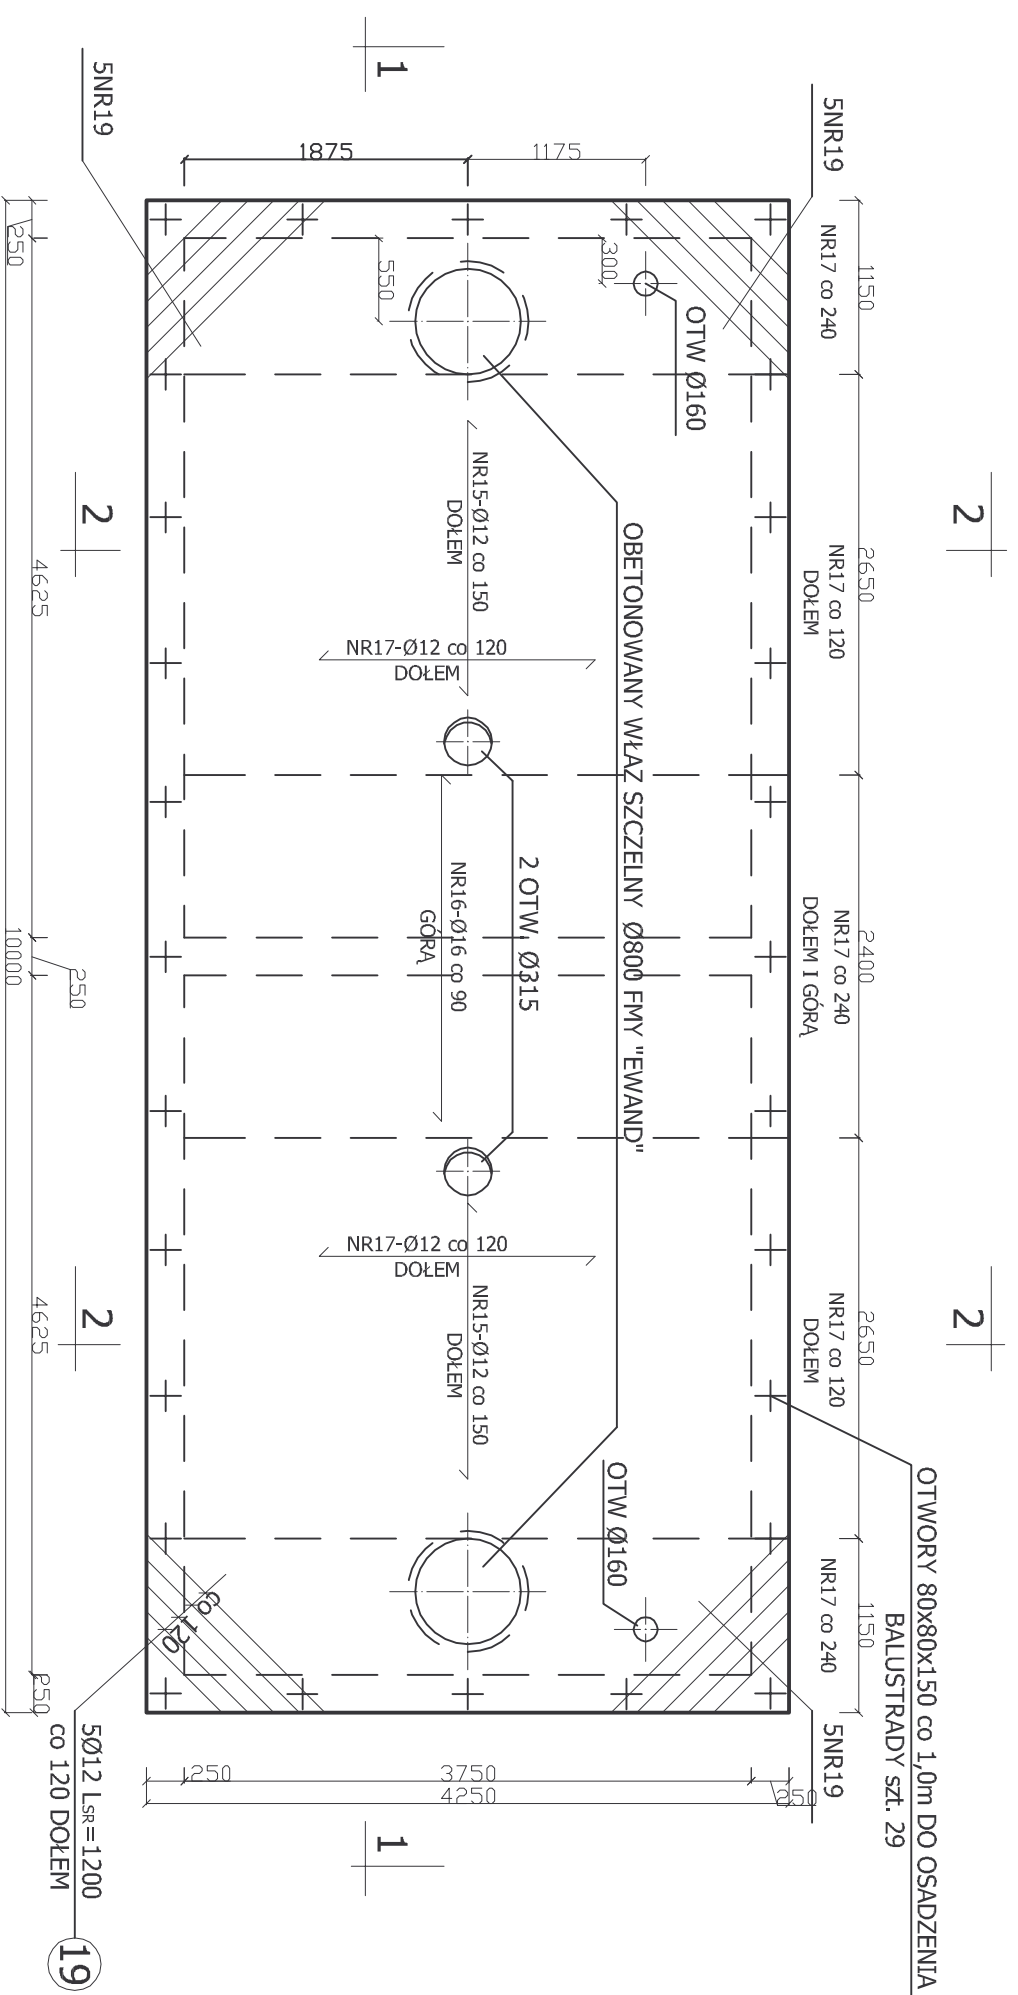 OTWORY 80x80x150 co 1,0m DO OSADZENIA
BALUSTRADY szt. 29
2
2
1150
2650
2400
2650
1150
5NR19
NR17 co 240
NR17 co 120
DOŁEM
NR17 co 240
DOŁEM I GÓRĄ
NR17 co 120
DOŁEM
NR17 co 240
5NR19
OTW Ø160
300
1175
OBETONOWANY WŁAZ SZCZELNY Ø800 FMY "EWAND"
OTW Ø160
2 OTW. Ø315
NR15-Ø12 co 150
DOŁEM
NR16-Ø16 co 90
GÓRĄ
NR15-Ø12 co 150
DOŁEM
NR17-Ø12 co 120
DOŁEM
NR17-Ø12 co 120
DOŁEM
550
1875
1
1
250
3750
250
4250
co 120
5NR19
2
2
5Ø12 LSR=1200
co 120 DOŁEM
19
250
4625
250
4625
250
10000